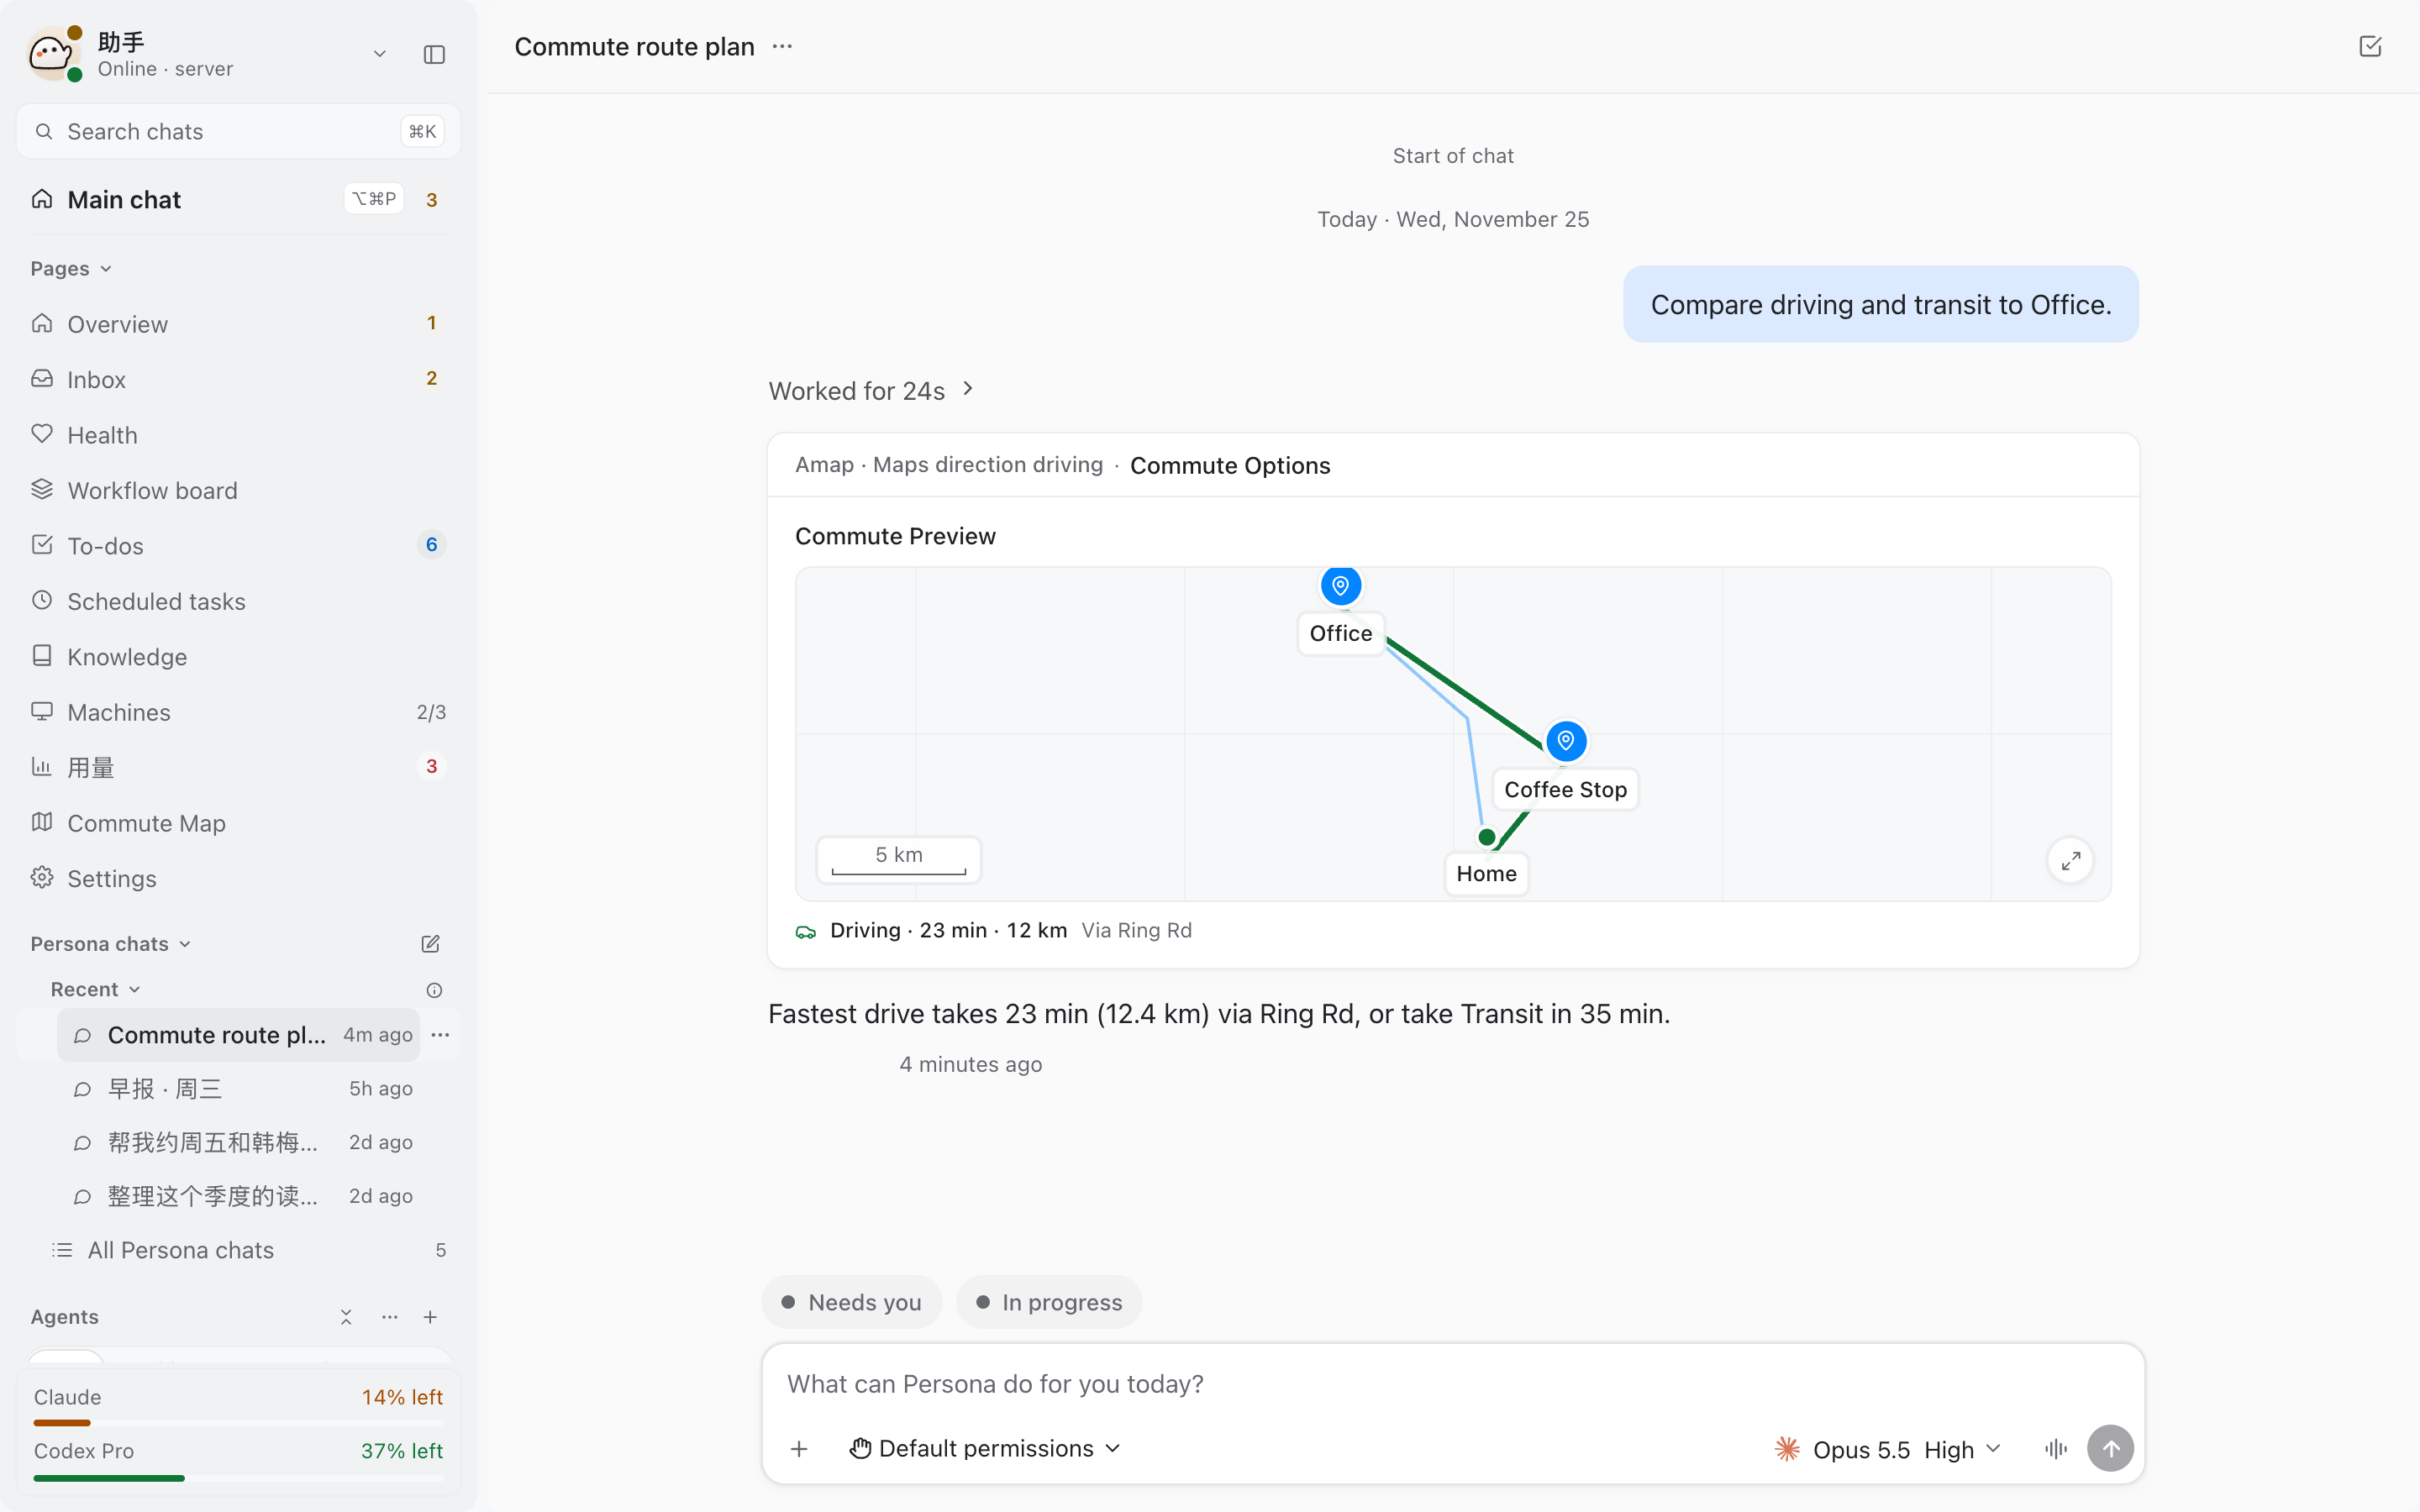 助手
Online · server
Search chats ⌘K
Main chat ⌥⌘P 3
Pages
Overview 1
Inbox 2
Health
Workflow board
To-dos 6
Scheduled tasks
Knowledge
Machines 2/3
用量 3
Commute Map
Settings
Persona chats
Recent
Commute route pl... 4m ago
早报 · 周三 5h ago
帮我约周五和韩梅... 2d ago
整理这个季度的读... 2d ago
All Persona chats 5
Agents
Claude 14% left
Codex Pro 37% left
Commute route plan
Start of chat
Today · Wed, November 25
Compare driving and transit to Office.
Worked for 24s
Amap · Maps direction driving · Commute Options
Commute Preview
Office
Coffee Stop
Home
5 km
Driving · 23 min · 12 km Via Ring Rd
Fastest drive takes 23 min (12.4 km) via Ring Rd, or take Transit in 35 min.
4 minutes ago
Needs you
In progress
What can Persona do for you today?
Default permissions
Opus 5.5 High